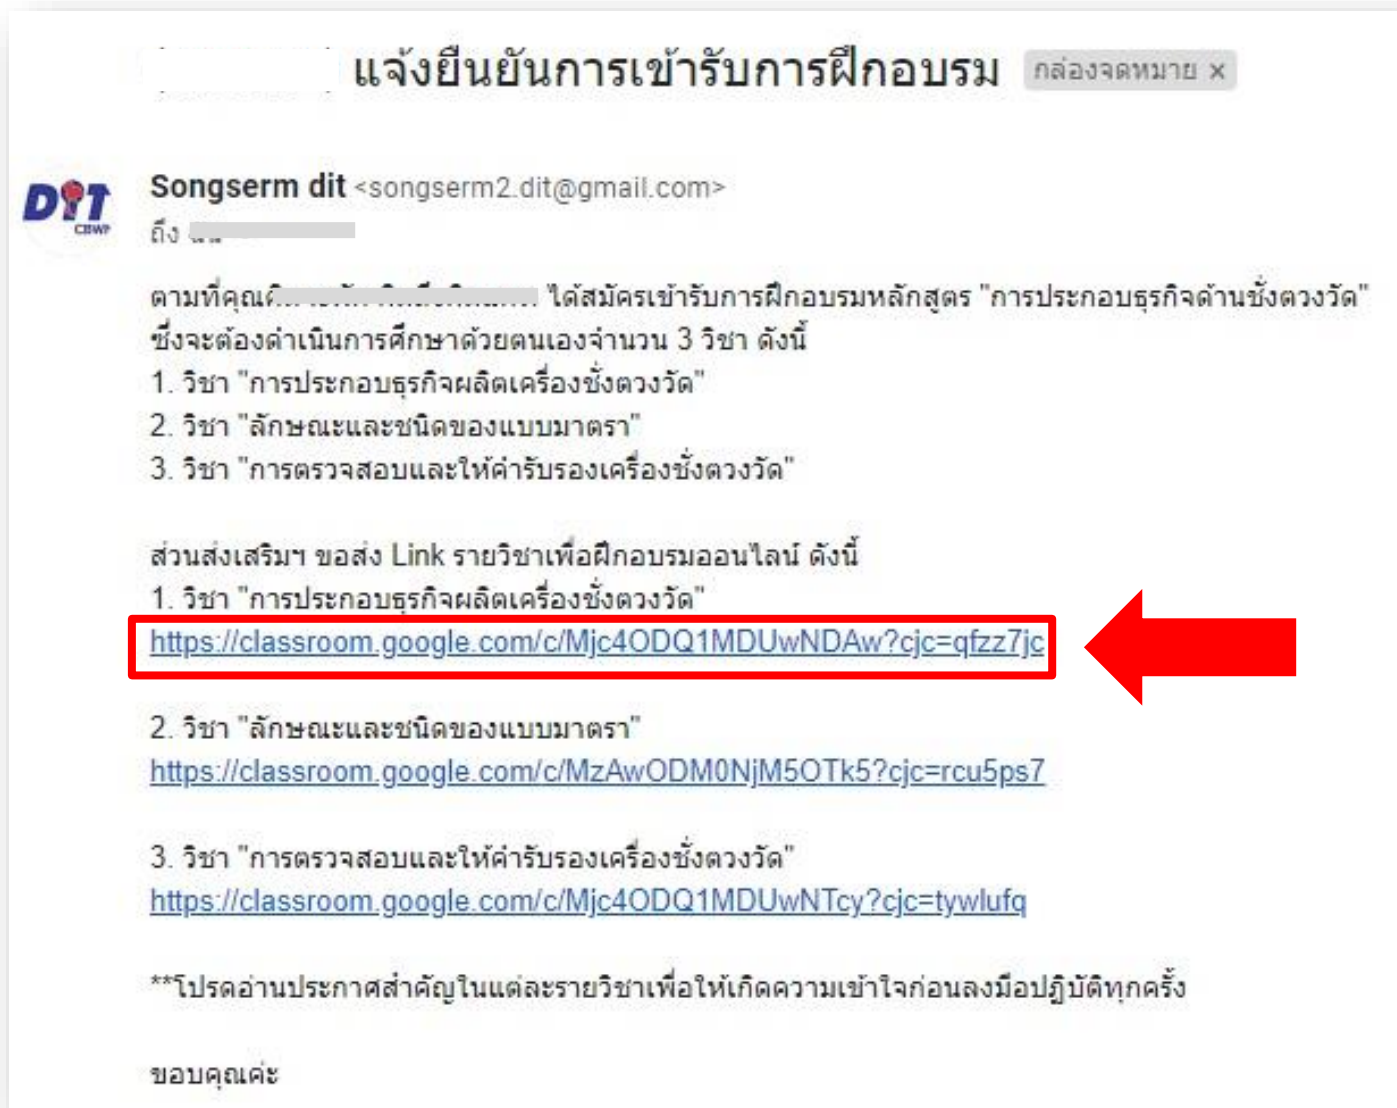 แจ้งยืนยันการเข้ารับการฝึกอบรม กล่องจดหมาย x
DIT
CBWP
Songserm dit <songserm2.dit@gmail.com>
ถึง
ตามที่คุณ ได้สมัครเข้ารับการฝึกอบรมหลักสูตร "การประกอบธุรกิจด้านชั่งตวงวัด"
ซึ่งจะต้องดำเนินการศึกษาด้วยตนเองจำนวน 3 วิชา ดังนี้
1. วิชา "การประกอบธุรกิจผลิตเครื่องชั่งตวงวัด"
2. วิชา "ลักษณะและชนิดของแบบมาตรา"
3. วิชา "การตรวจสอบและให้คำรับรองเครื่องชั่งตวงวัด"
ส่วนส่งเสริมฯ ขอส่ง Link รายวิชาเพื่อฝึกอบรมออนไลน์ ดังนี้
1. วิชา "การประกอบธุรกิจผลิตเครื่องชั่งตวงวัด"
https://classroom.google.com/c/Mjc4ODQ1MDUwNDAw?cjc=qfzz7jc
2. วิชา "ลักษณะและชนิดของแบบมาตรา"
https://classroom.google.com/c/MzAwODM0NjM5OTk5?cjc=rcu5ps7
3. วิชา "การตรวจสอบและให้คำรับรองเครื่องชั่งตวงวัด"
https://classroom.google.com/c/Mjc4ODQ1MDUwNTcy?cjc=tywlufq
**โปรดอ่านประกาศสำคัญในแต่ละรายวิชาเพื่อให้เกิดความเข้าใจก่อนลงมือปฏิบัติทุกครั้ง
ขอบคุณค่ะ